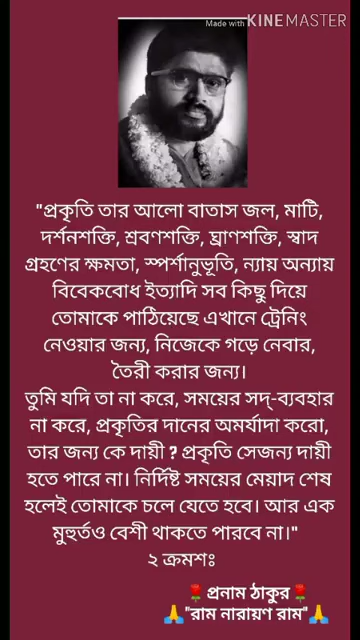 Made with KINEMASTER
"প্রকৃতি তার আলো বাতাস জল, মাটি,
দর্শনশক্তি, শ্রবণশক্তি, ঘ্রাণশক্তি, স্বাদ
গ্রহণের ক্ষমতা, স্পর্শানুভূতি, ন্যায় অন্যায়
বিবেকবোধ ইত্যাদি সব কিছু দিয়ে
তোমাকে পাঠিয়েছে এখানে ট্রেনিং
নেওয়ার জন্য, নিজেকে গড়ে নেবার,
তৈরী করার জন্য।
তুমি যদি তা না করে, সময়ের সদ্-ব্যবহার
না করে, প্রকৃতির দানের অমর্যাদা করো,
তার জন্য কে দায়ী ? প্রকৃতি সেজন্য দায়ী
হতে পারে না। নির্দিষ্ট সময়ের মেয়াদ শেষ
হলেই তোমাকে চলে যেতে হবে। আর এক
মুহুর্তও বেশী থাকতে পারবে না।"
২ ক্রমশঃ
🌹প্রনাম ঠাকুর🌹
🙏"রাম নারায়ণ রাম"🙏